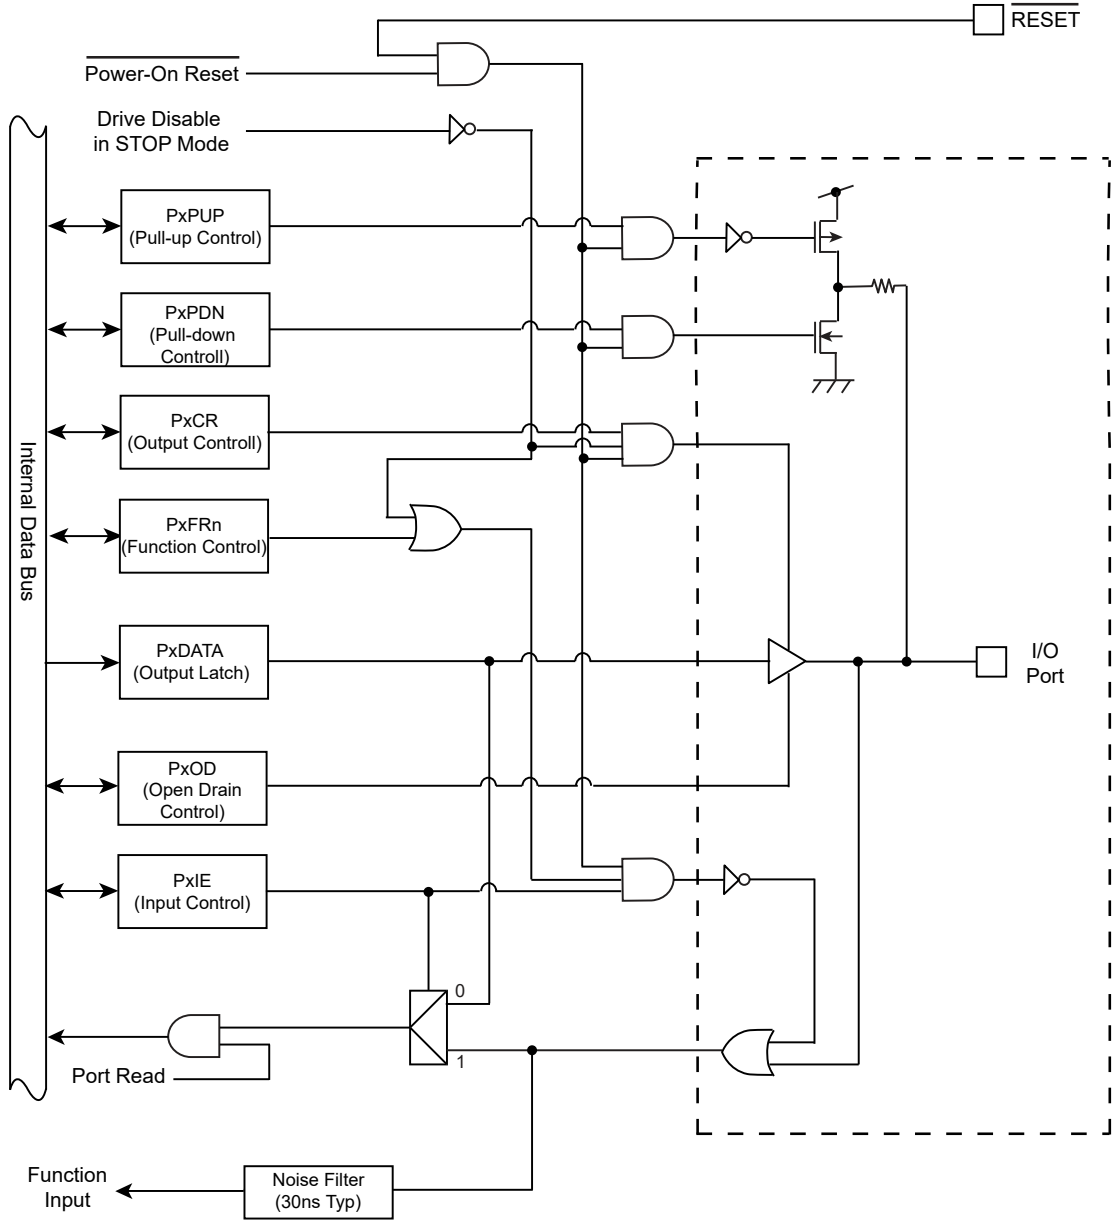 RESET
Power-On Reset
Drive Disable
in STOP Mode
PxPUP
(Pull-up Control)
PxPDN
(Pull-down
Controll)
PxCR
(Output Controll)
Internal Data Bus
PxFRn
(Function Control)
PxDATA
(Output Latch)
I/O
Port
PxOD
(Open Drain
Control)
PxIE
(Input Control)
0
1
Port Read
Function
Input
Noise Filter
(30ns Typ)